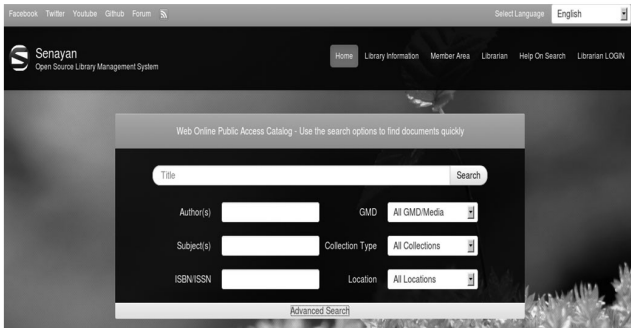 Facebook Twitter Youtube Github Forum Select Language English
Senayan
Open Source Library Management System
Home Library Information Member Area Librarian Help On Search Librarian LOGIN
Web Online Public Access Catalog - Use the search options to find documents quickly
Title Search
Author(s) GMD All GMD/Media
Subject(s) Collection Type All Collections
ISBN/ISSN Location All Locations
Advanced Search